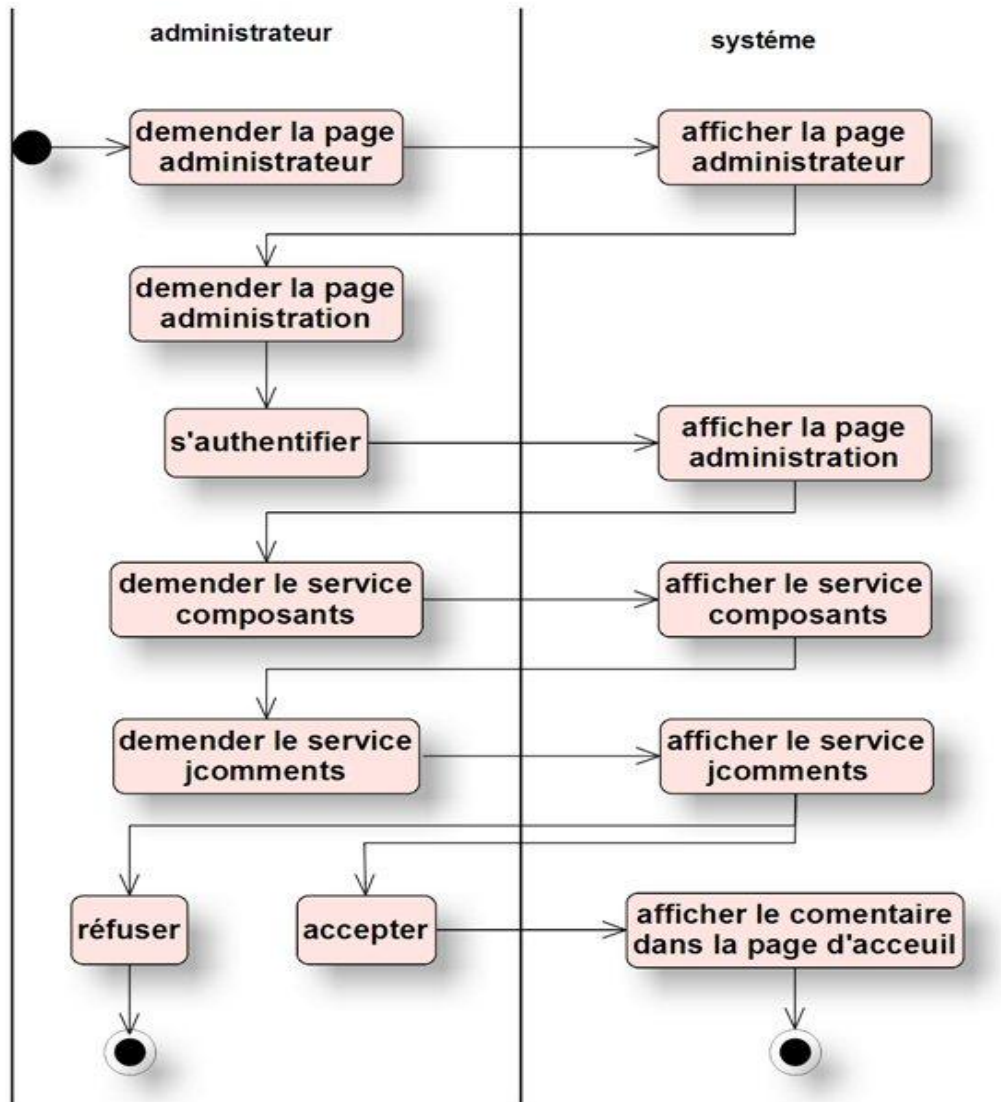 administrateur
systéme
demender la page
administrateur
afficher la page
administrateur
demender la page
administration
s'authentifier
afficher la page
administration
demender le service
composants
afficher le service
composants
demender le service
jcomments
afficher le service
jcomments
réfuser
accepter
afficher le comentaire
dans la page d'acceuil